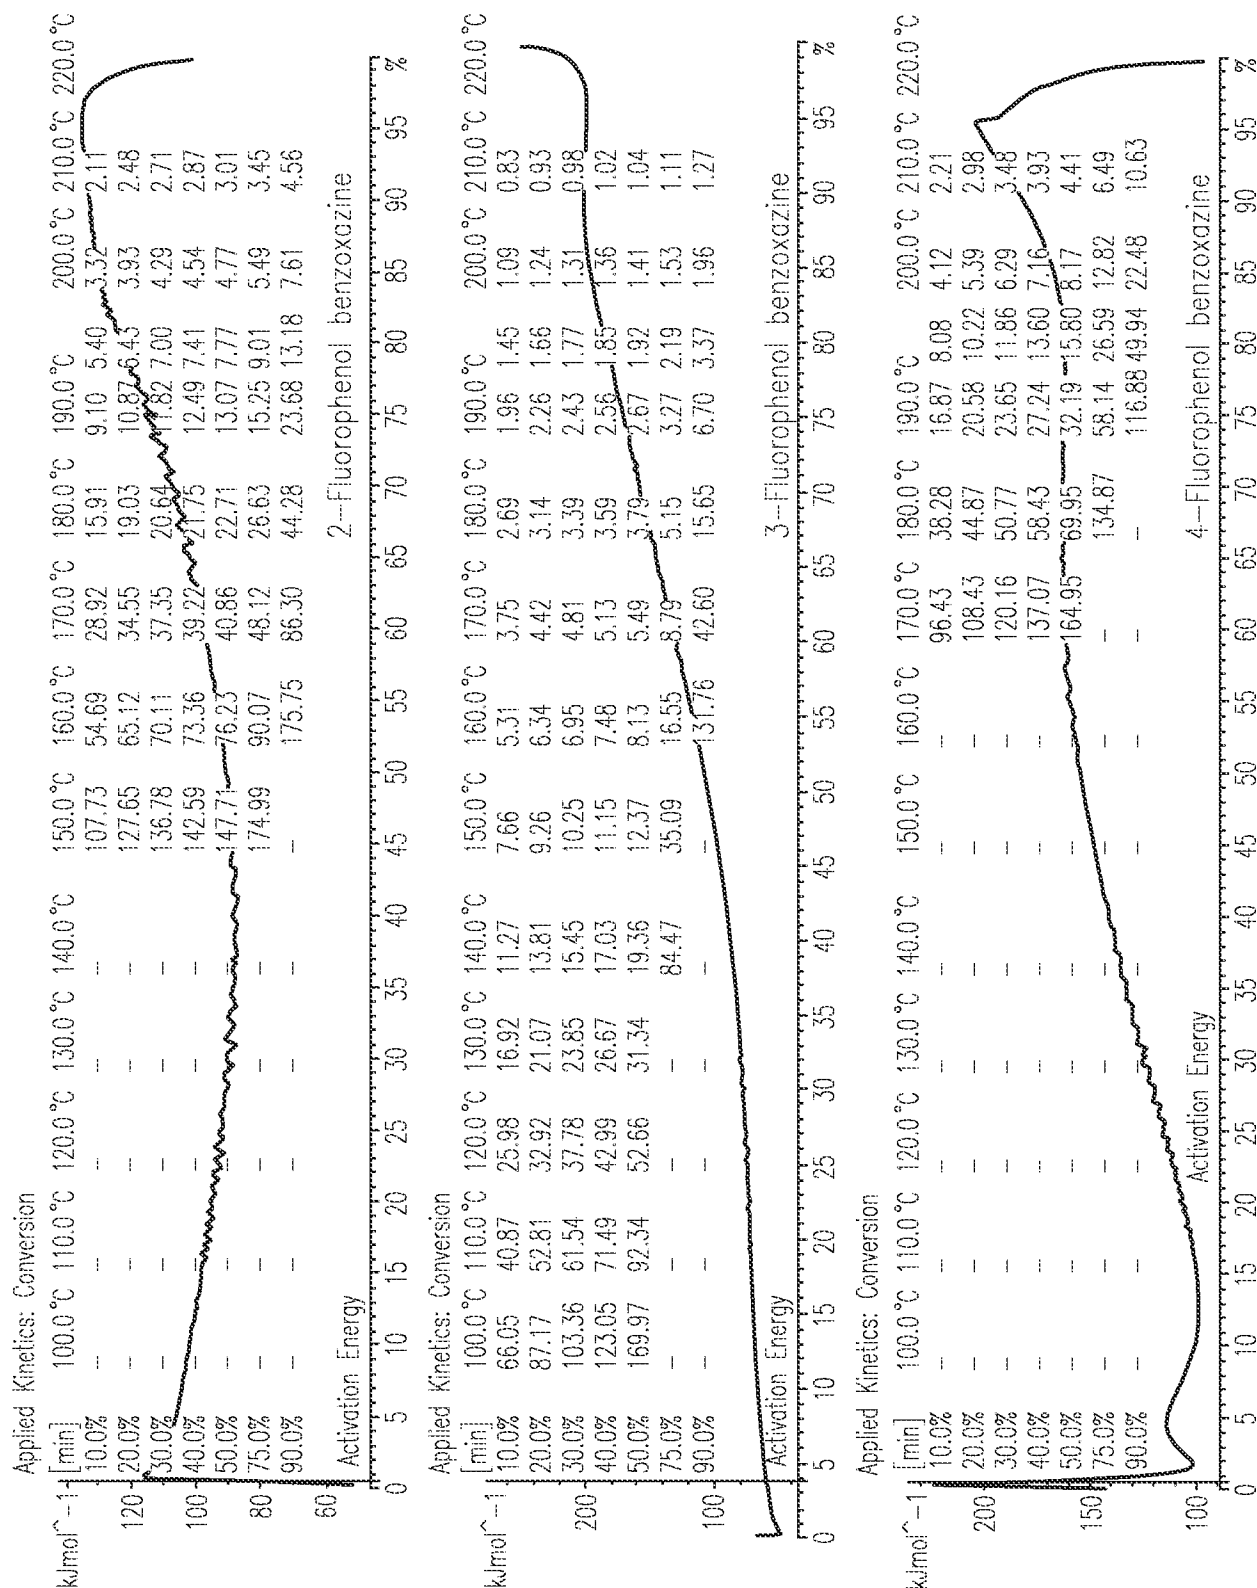 Applied Kinetics: Conversion
[min] 100.0°C 110.0°C 120.0°C 130.0°C 140.0°C 150.0°C 160.0°C 170.0°C 180.0°C 190.0°C 200.0°C 210.0°C 220.0°C
10.0% – – – – – 107.73 54.69 28.92 15.91 9.10 5.40 3.32 2.11
20.0% – – – – – 127.65 65.12 34.55 19.03 10.87 6.43 3.93 2.48
30.0% – – – – – 136.78 70.11 37.35 20.64 11.82 7.00 4.29 2.71
40.0% – – – – – 142.59 73.36 39.22 21.75 12.49 7.41 4.54 2.87
50.0% – – – – – 147.71 76.23 40.86 22.71 13.07 7.77 4.77 3.01
75.0% – – – – – 174.99 90.07 48.12 26.63 15.25 9.01 5.49 3.45
90.0% – – – – – – 175.75 86.30 44.28 23.68 13.18 7.61 4.56
kJmol^-1
120
100
80
60
Activation Energy
2-Fluorophenol benzoxazine
0 5 10 15 20 25 30 35 40 45 50 55 60 65 70 75 80 85 90 95 %
Applied Kinetics: Conversion
[min] 100.0°C 110.0°C 120.0°C 130.0°C 140.0°C 150.0°C 160.0°C 170.0°C 180.0°C 190.0°C 200.0°C 210.0°C 220.0°C
10.0% 66.05 40.87 25.98 16.92 11.27 7.66 5.31 3.75 2.69 1.96 1.45 1.09 0.83
20.0% 87.17 52.81 32.92 21.07 13.81 9.26 6.34 4.42 3.14 2.26 1.66 1.24 0.93
30.0% 103.36 61.54 37.78 23.85 15.45 10.25 6.95 4.81 3.39 2.43 1.77 1.31 0.98
40.0% 123.05 71.49 42.99 26.67 17.03 11.15 7.48 5.13 3.59 2.56 1.85 1.36 1.02
50.0% 169.97 92.34 52.66 31.34 19.36 12.37 8.13 5.49 3.79 2.67 1.92 1.41 1.04
75.0% – – – – 84.47 35.09 16.55 8.79 5.15 3.27 2.19 1.53 1.11
90.0% – – – – – – 131.76 42.60 15.65 6.70 3.37 1.96 1.27
kJmol^-1
200
100
Activation Energy
3-Fluorophenol benzoxazine
0 5 10 15 20 25 30 35 40 45 50 55 60 65 70 75 80 85 90 95 %
Applied Kinetics: Conversion
[min] 100.0°C 110.0°C 120.0°C 130.0°C 140.0°C 150.0°C 160.0°C 170.0°C 180.0°C 190.0°C 200.0°C 210.0°C 220.0°C
10.0% – – – – – – – 96.43 38.28 16.87 8.08 4.12 2.21
20.0% – – – – – – – 108.43 44.87 20.58 10.22 5.39 2.98
30.0% – – – – – – – 120.16 50.77 23.65 11.86 6.29 3.48
40.0% – – – – – – – 137.07 58.43 27.24 13.60 7.16 3.93
50.0% – – – – – – – 164.95 69.95 32.19 15.80 8.17 4.41
75.0% – – – – – – – – 134.87 58.14 26.59 12.82 6.49
90.0% – – – – – – – – – 116.88 49.94 22.48 10.63
kJmol^-1
200
150
100
Activation Energy
4-Fluorophenol benzoxazine
0 5 10 15 20 25 30 35 40 45 50 55 60 65 70 75 80 85 90 95 %